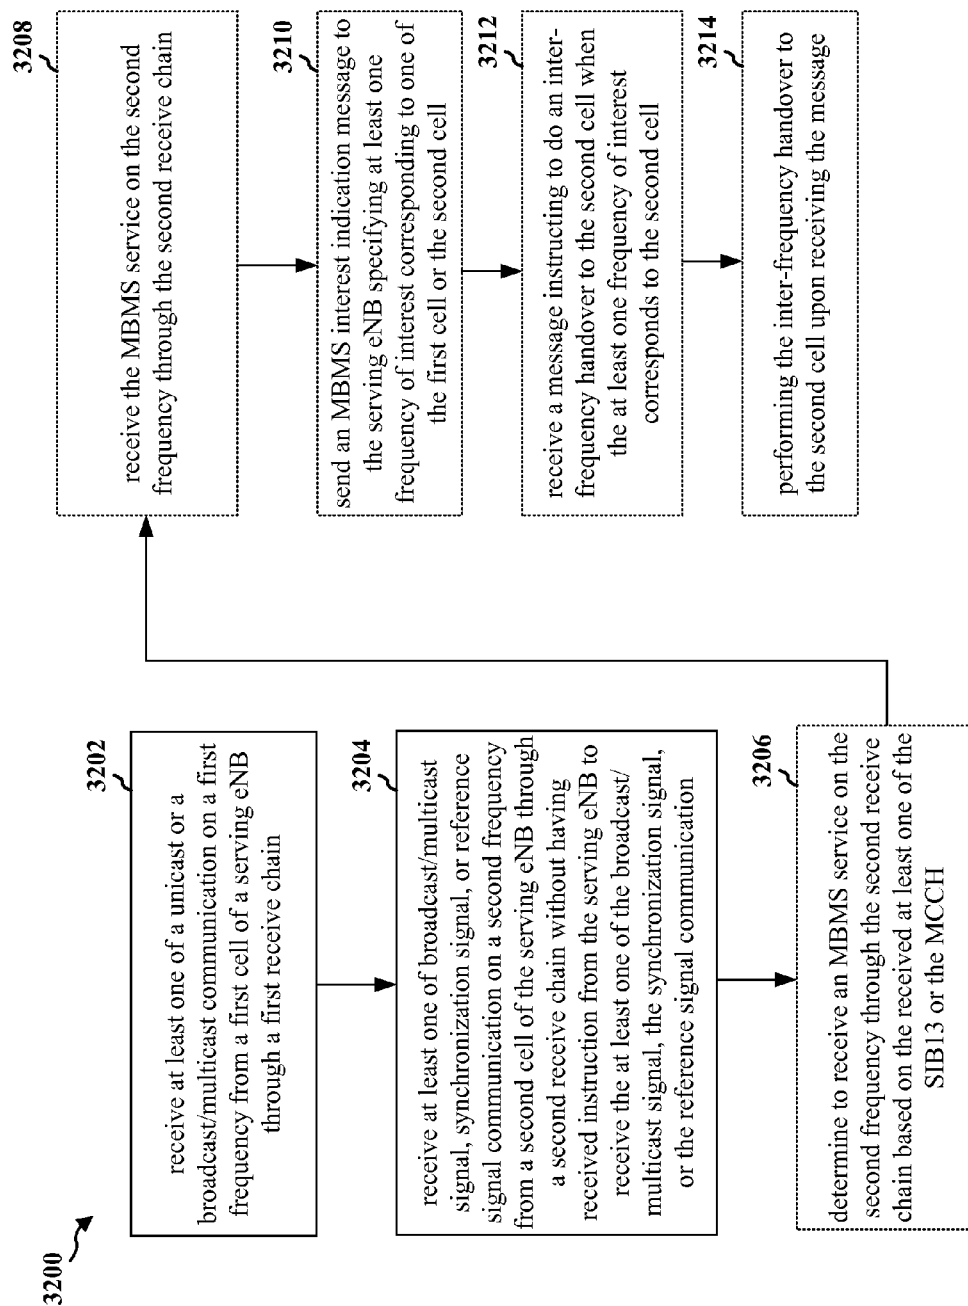 3200
3202
receive at least one of a unicast or a
broadcast/multicast communication on a first
frequency from a first cell of a serving eNB
through a first receive chain
3204
receive at least one of broadcast/multicast
signal, synchronization signal, or reference
signal communication on a second frequency
from a second cell of the serving eNB through
a second receive chain without having
received instruction from the serving eNB to
receive the at least one of the broadcast/
multicast signal, the synchronization signal,
or the reference signal communication
3206
determine to receive an MBMS service on the
second frequency through the second receive
chain based on the received at least one of the
SIB13 or the MCCH
3208
receive the MBMS service on the second
frequency through the second receive chain
3210
send an MBMS interest indication message to
the serving eNB specifying at least one
frequency of interest corresponding to one of
the first cell or the second cell
3212
receive a message instructing to do an inter-
frequency handover to the second cell when
the at least one frequency of interest
corresponds to the second cell
3214
performing the inter-frequency handover to
the second cell upon receiving the message